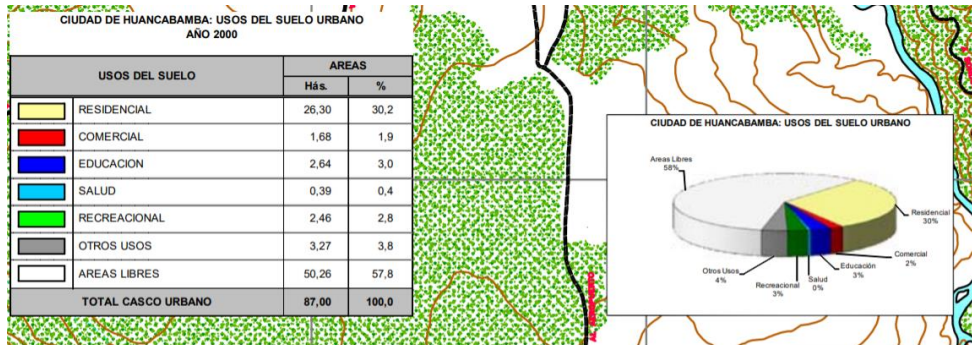 CIUDAD DE HUANCABAMBA: USOS DEL SUELO URBANO
AÑO 2000
USOS DEL SUELO
AREAS
Hás.
%
RESIDENCIAL 26,30 30,2
COMERCIAL 1,68 1,9
EDUCACION 2,64 3,0
SALUD 0,39 0,4
RECREACIONAL 2,46 2,8
OTROS USOS 3,27 3,8
AREAS LIBRES 50,26 57,8
TOTAL CASCO URBANO 87,00 100,0
CIUDAD DE HUANCABAMBA: USOS DEL SUELO URBANO
Areas Libres
58%
Residencial
30%
Comercial
2%
Educación
3%
Salud
0%
Recreacional
3%
Otros Usos
4%